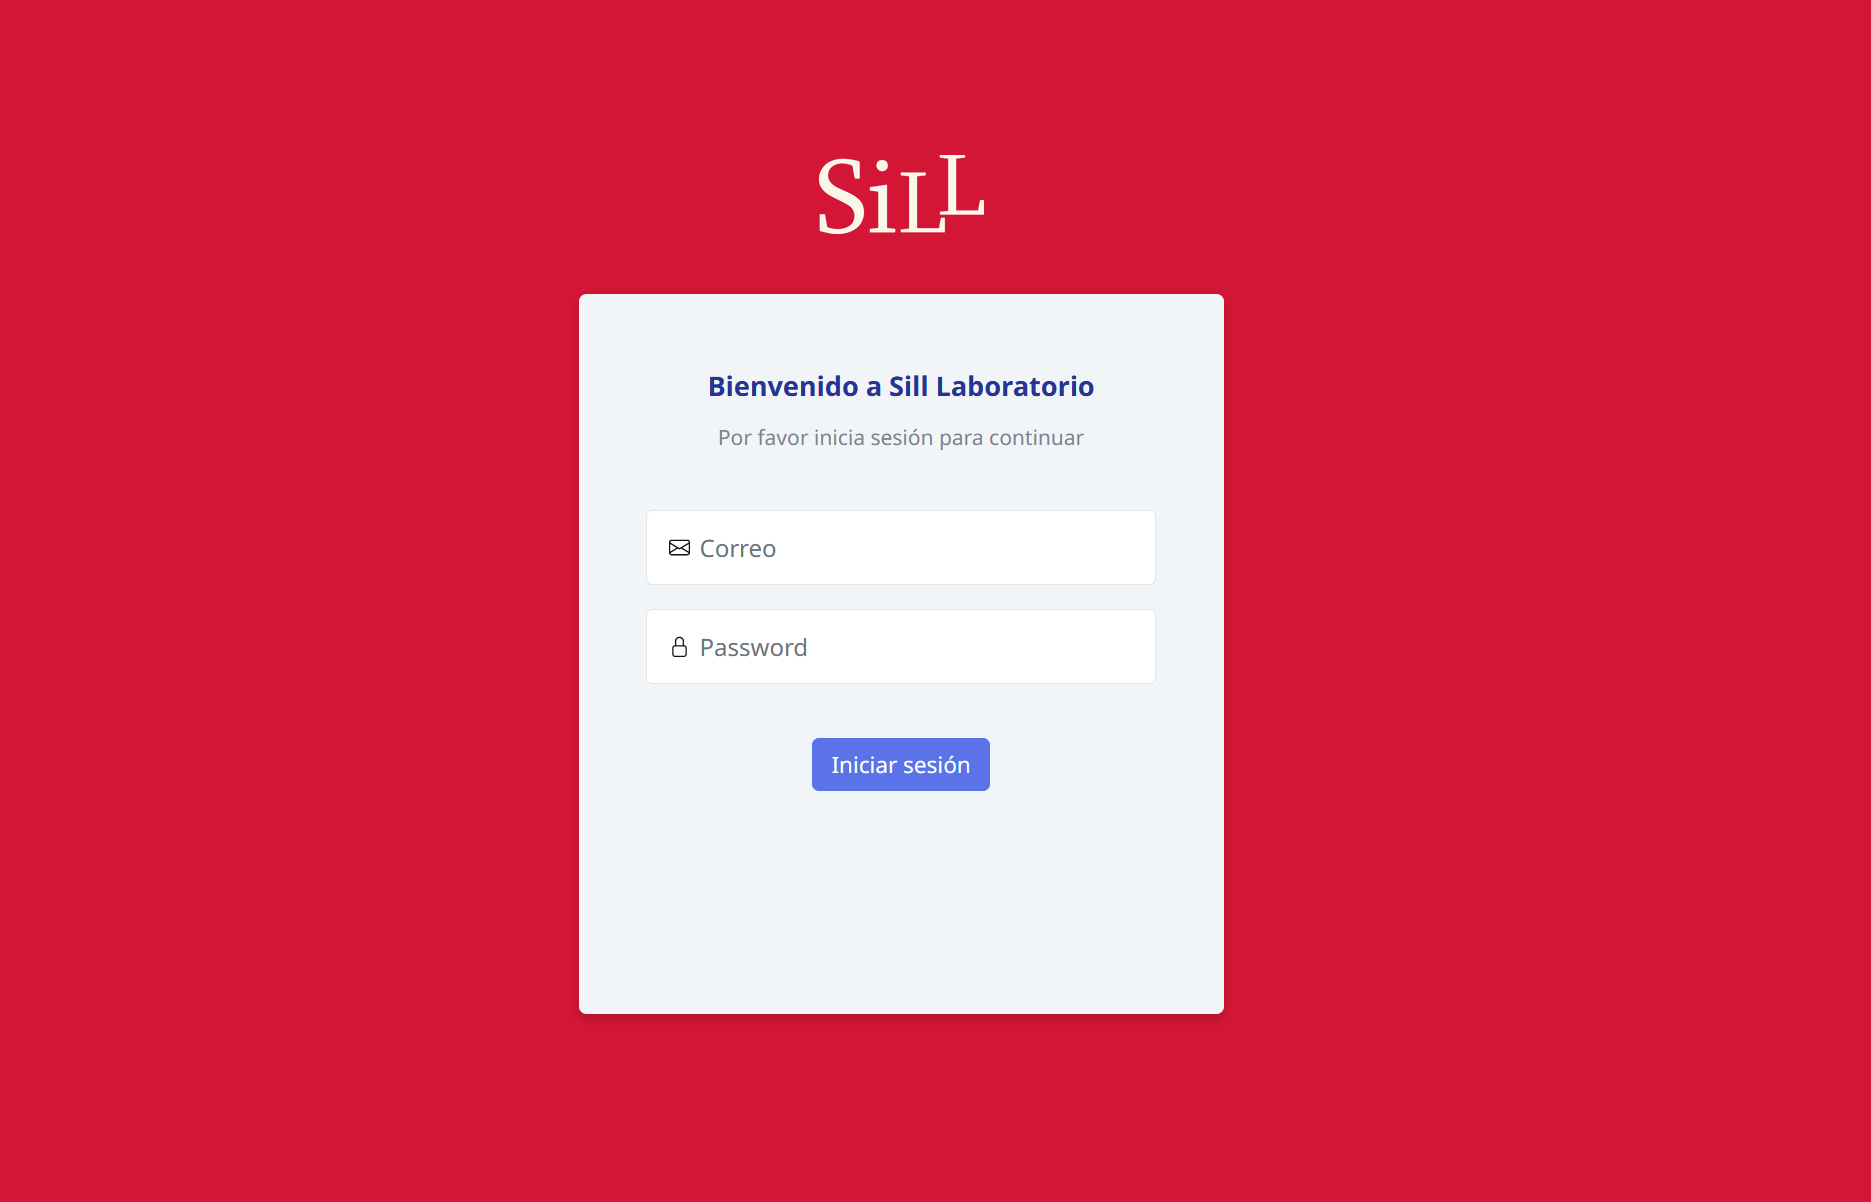 SiLL
Bienvenido a Sill Laboratorio
Por favor inicia sesión para continuar
Correo
Password
Iniciar sesión